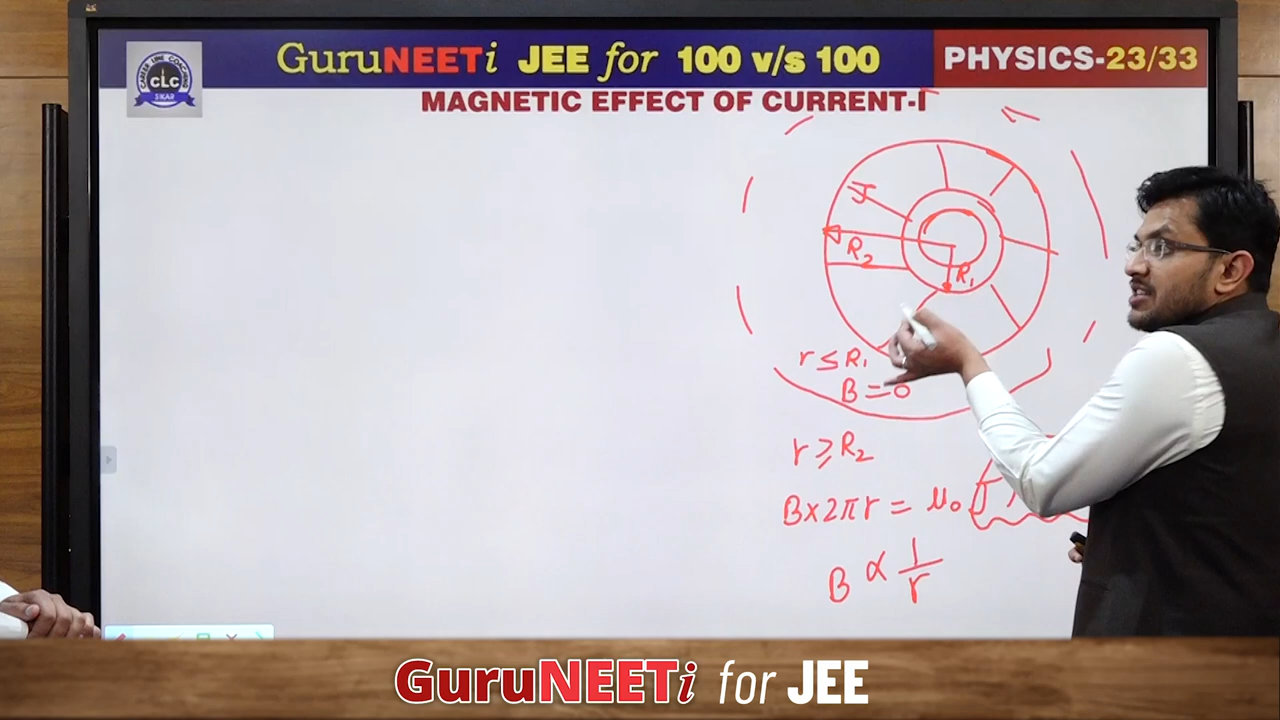 GuruNEETi JEE for 100 v/s 100
PHYSICS-23/33
CLC
SIKAR
MAGNETIC EFFECT OF CURRENT-I
J
R₂
R₁
r ≤ R₁
B = 0
r ≥ R₂
B×2πr = μ₀
B ∝ 1/r
GuruNEETi for JEE